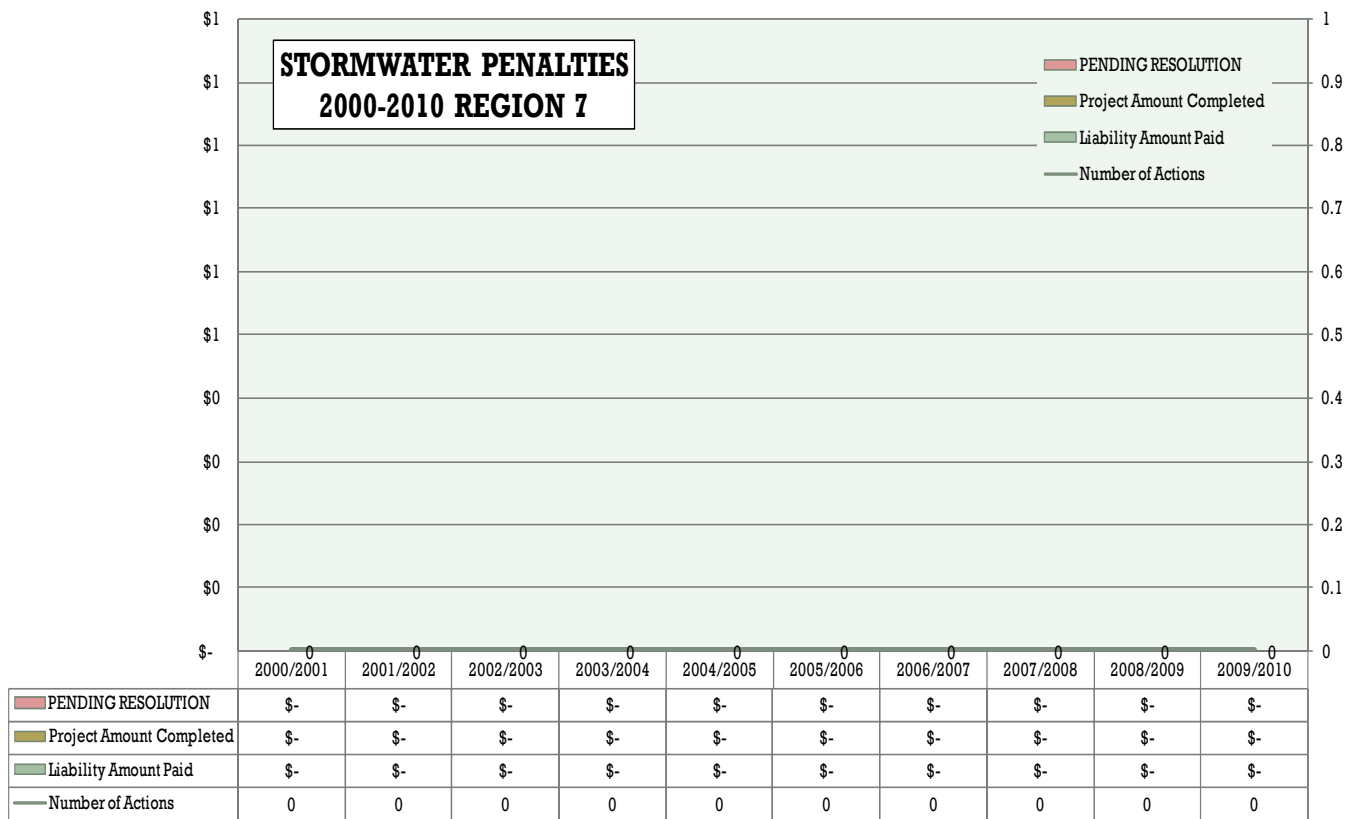 STORMWATER PENALTIES
2000-2010 REGION 7
PENDING RESOLUTION
Project Amount Completed
Liability Amount Paid
Number of Actions
$1
$1
$1
$1
$1
$1
$0
$0
$0
$0
$-
1
0.9
0.8
0.7
0.6
0.5
0.4
0.3
0.2
0.1
0
0 0 0 0 0 0 0 0 0 0
2000/2001 2001/2002 2002/2003 2003/2004 2004/2005 2005/2006 2006/2007 2007/2008 2008/2009 2009/2010
PENDING RESOLUTION $- $- $- $- $- $- $- $- $- $-
Project Amount Completed $- $- $- $- $- $- $- $- $- $-
Liability Amount Paid $- $- $- $- $- $- $- $- $- $-
Number of Actions 0 0 0 0 0 0 0 0 0 0